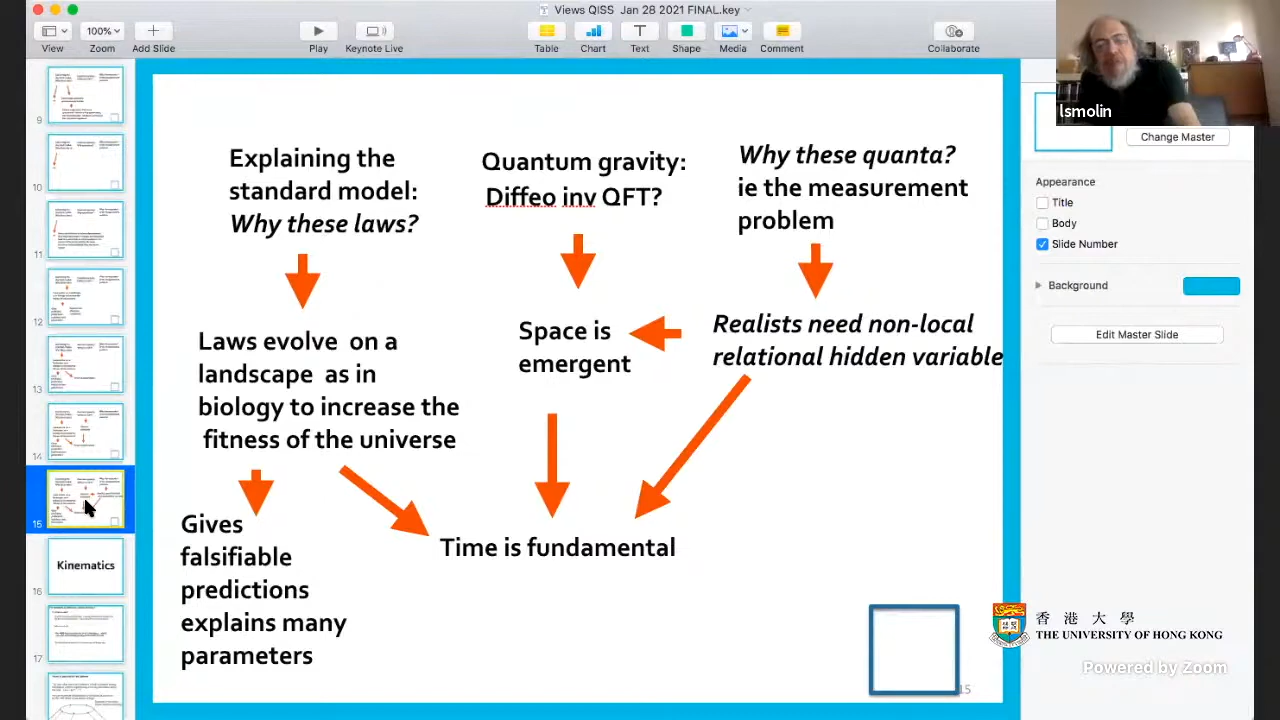 Views QISS Jan 28 2021 FINAL.key
100%
View
Zoom
Add Slide
Play
Keynote Live
Table
Chart
Text
Shape
Media
Comment
Collaborate
lsmolin
Change Master
Appearance
Title
Body
Slide Number
Background
Edit Master Slide
9
10
11
12
13
14
15
Kinematics
16
17
Explaining the
standard model:
Why these laws?
Quantum gravity:
Diffeo inv QFT?
Why these quanta?
ie the measurement
problem
Laws evolve on a
landscape as in
biology to increase the
fitness of the universe
Space is
emergent
Realists need non-local
relational hidden variable
Gives
falsifiable
predictions
explains many
parameters
Time is fundamental
15
香港大學
THE UNIVERSITY OF HONG KONG
Powered by Zoom